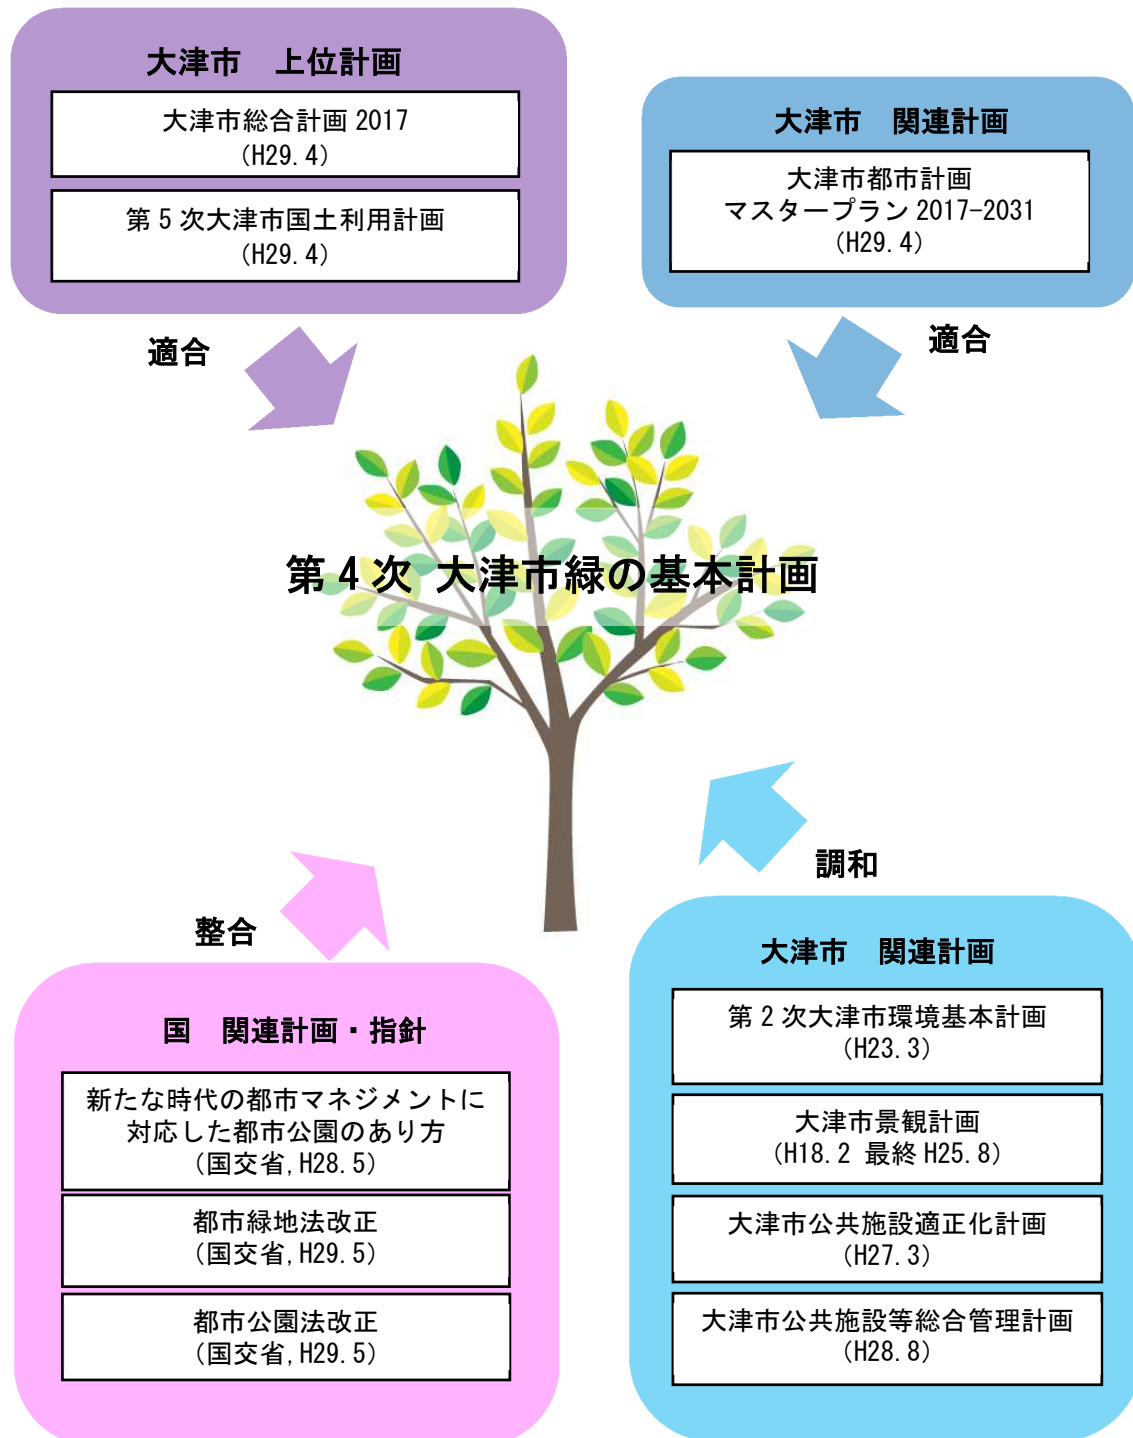 大津市　上位計画
大津市総合計画 2017
(H29.4)
第 5 次大津市国土利用計画
(H29.4)
適合
大津市　関連計画
大津市都市計画
マスタープラン 2017-2031
(H29.4)
適合
第 4 次 大津市緑の基本計画
整合
国　関連計画・指針
新たな時代の都市マネジメントに
対応した都市公園のあり方
(国交省, H28.5)
都市緑地法改正
(国交省, H29.5)
都市公園法改正
(国交省, H29.5)
調和
大津市　関連計画
第 2 次大津市環境基本計画
(H23.3)
大津市景観計画
(H18.2 最終 H25.8)
大津市公共施設適正化計画
(H27.3)
大津市公共施設等総合管理計画
(H28.8)